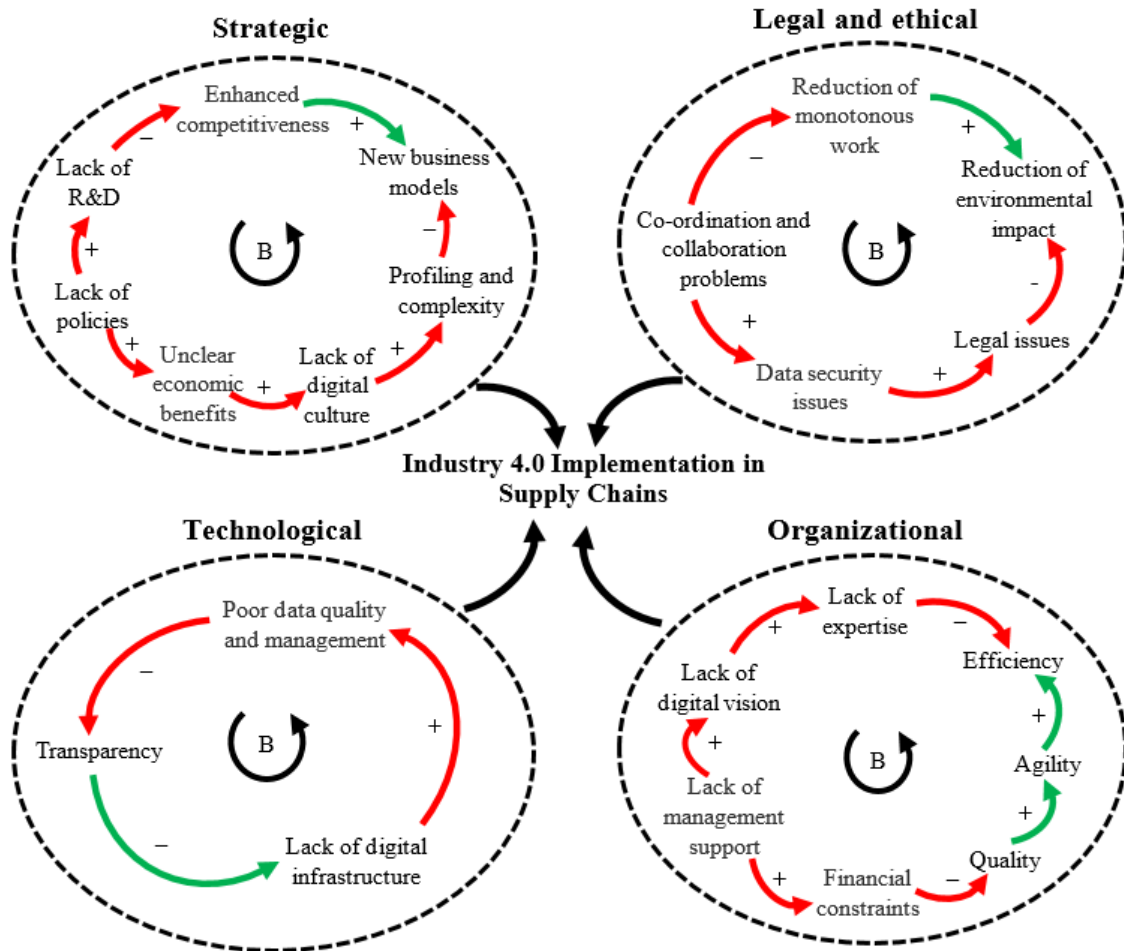 Strategic
Enhanced
competitiveness
+
New business
models
–
Lack of
R&D
+
Lack of
policies
+
Unclear
economic
benefits
+
Lack of
digital
culture
+
Profiling and
complexity
–
B
Legal and ethical
Reduction of
monotonous
work
+
Reduction of
environmental
impact
–
Co-ordination and
collaboration
problems
+
Data security
issues
+
Legal issues
-
B
Industry 4.0 Implementation in
Supply Chains
Technological
Poor data quality
and management
–
Transparency
–
Lack of digital
infrastructure
+
B
Organizational
Lack of
expertise
–
Efficiency
+
Lack of
digital vision
+
Lack of
management
support
+
Financial
constraints
–
Quality
+
Agility
+
B